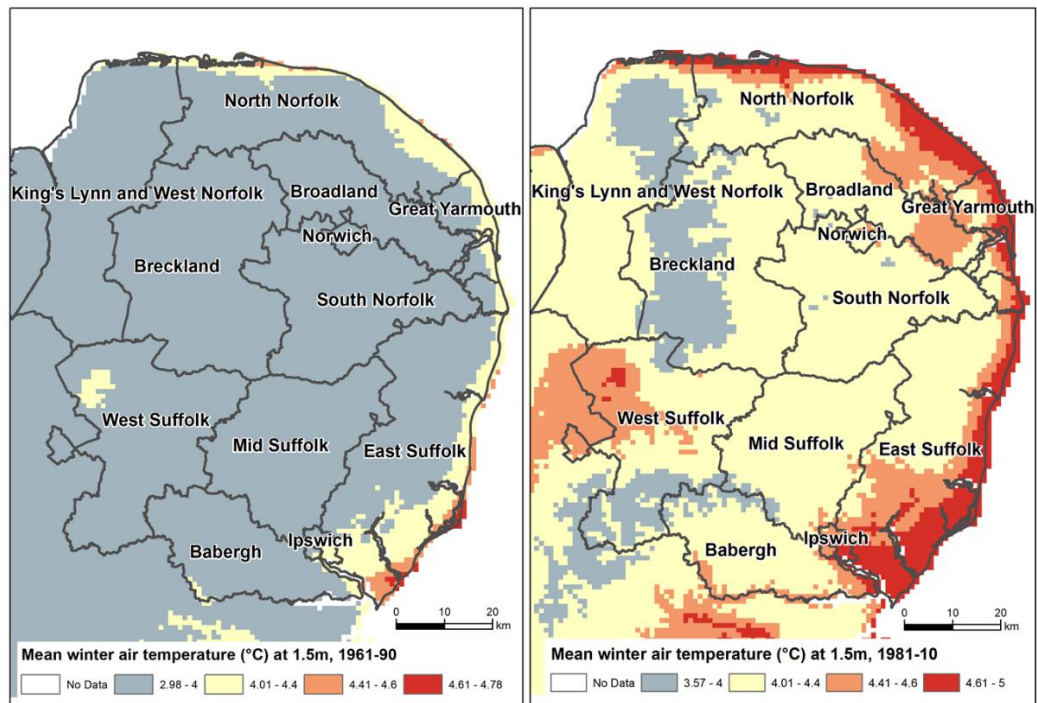 North Norfolk
King's Lynn and West Norfolk
Broadland
Great Yarmouth
Norwich
Breckland
South Norfolk
West Suffolk
Mid Suffolk
East Suffolk
Ipswich
Babergh
0 10 20
km
Mean winter air temperature (°C) at 1.5m, 1961-90
No Data 2.98 - 4 4.01 - 4.4 4.41 - 4.6 4.61 - 4.78
North Norfolk
King's Lynn and West Norfolk
Broadland
Great Yarmouth
Norwich
Breckland
South Norfolk
West Suffolk
Mid Suffolk
East Suffolk
Ipswich
Babergh
0 10 20
km
Mean winter air temperature (°C) at 1.5m, 1981-10
No Data 3.57 - 4 4.01 - 4.4 4.41 - 4.6 4.61 - 5